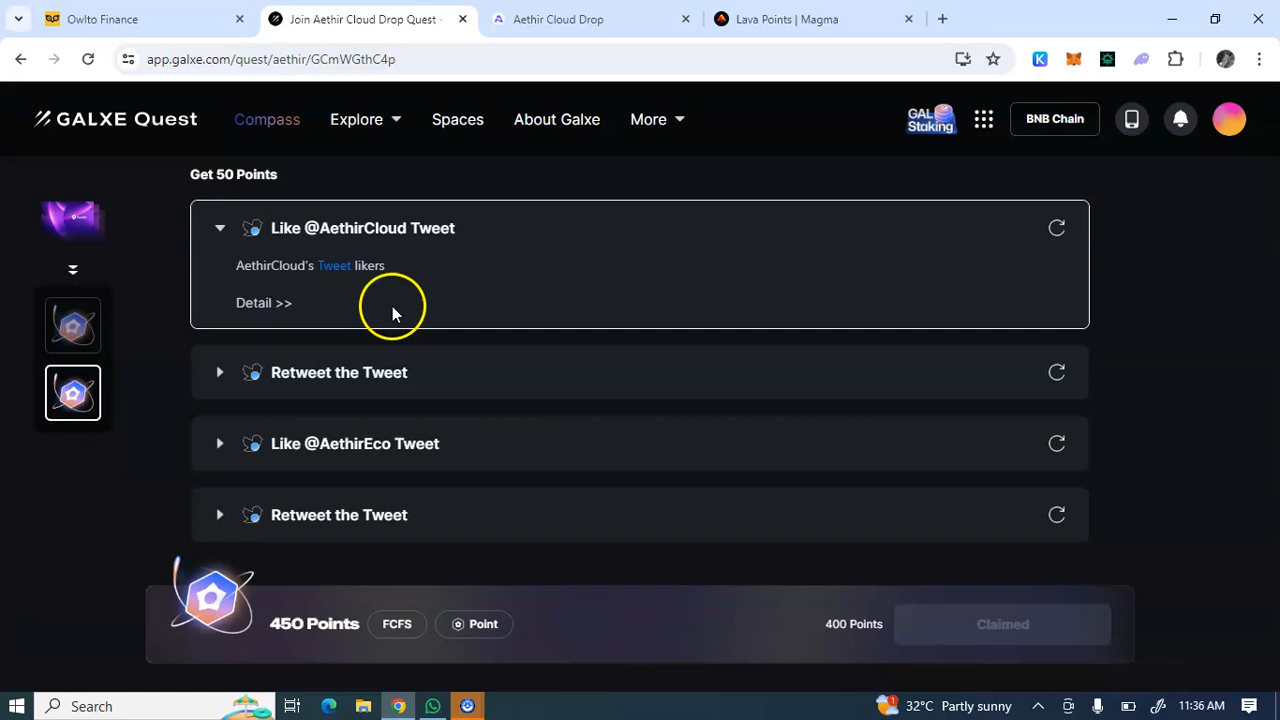 Owlto Finance
Join Aethir Cloud Drop Quest -
Aethir Cloud Drop
Lava Points | Magma
app.galxe.com/quest/aethir/GCmWGthC4p
GALXE Quest
Compass
Explore
Spaces
About Galxe
More
GAL Staking
BNB Chain
Get 50 Points
Like @AethirCloud Tweet
AethirCloud's Tweet likers
Detail >>
Retweet the Tweet
Like @AethirEco Tweet
Retweet the Tweet
450 Points
FCFS
Point
400 Points
Claimed
Search
1
32°C Partly sunny
11:36 AM